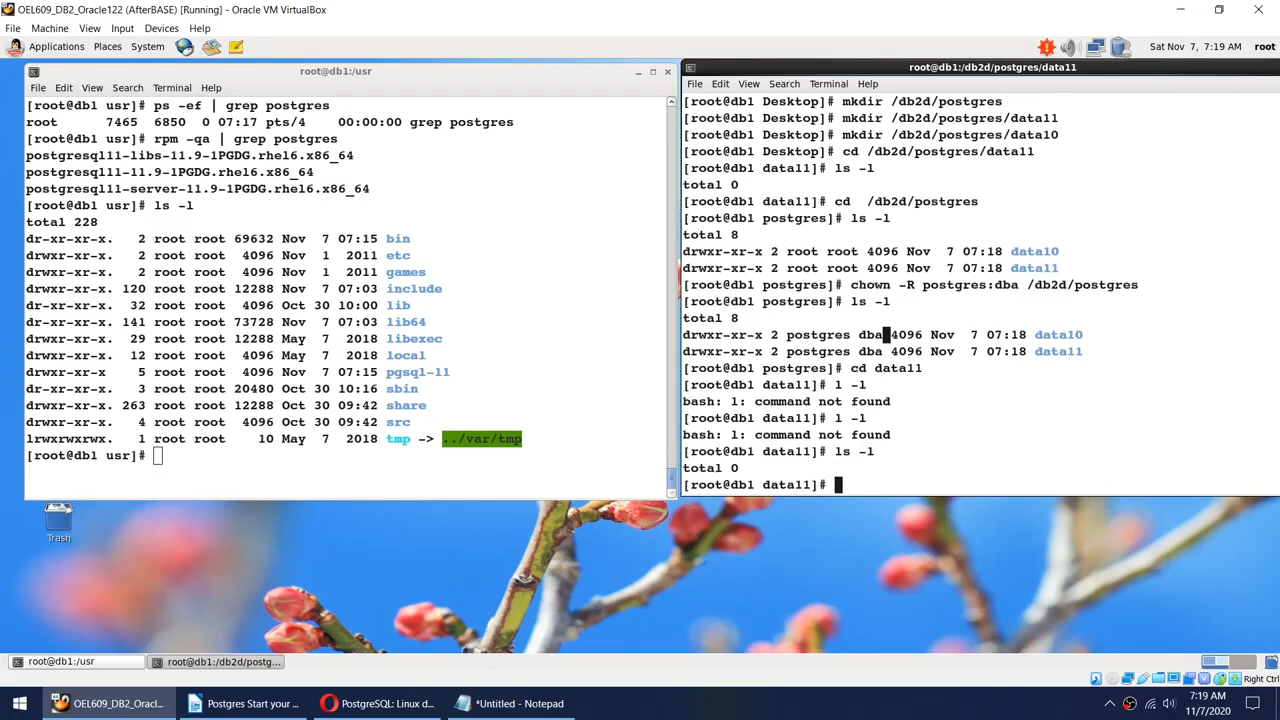 OEL609_DB2_Oracle122 (AfterBASE) [Running] - Oracle VM VirtualBox
File Machine View Input Devices Help
Applications Places System
Sat Nov 7, 7:19 AM root
root@db1:/usr
File Edit View Search Terminal Help
[root@db1 usr]# ps -ef | grep postgres
root 7465 6850 0 07:17 pts/4 00:00:00 grep postgres
[root@db1 usr]# rpm -qa | grep postgres
postgresql11-libs-11.9-1PGDG.rhel6.x86_64
postgresql11-11.9-1PGDG.rhel6.x86_64
postgresql11-server-11.9-1PGDG.rhel6.x86_64
[root@db1 usr]# ls -l
total 228
dr-xr-xr-x. 2 root root 69632 Nov 7 07:15 bin
drwxr-xr-x. 2 root root 4096 Nov 1 2011 etc
drwxr-xr-x. 2 root root 4096 Nov 1 2011 games
drwxr-xr-x. 120 root root 12288 Nov 7 07:03 include
dr-xr-xr-x. 32 root root 4096 Oct 30 10:00 lib
dr-xr-xr-x. 141 root root 73728 Nov 7 07:03 lib64
drwxr-xr-x. 29 root root 12288 May 7 2018 libexec
drwxr-xr-x. 12 root root 4096 May 7 2018 local
drwxr-xr-x 5 root root 4096 Nov 7 07:15 pgsql-11
dr-xr-xr-x. 3 root root 20480 Oct 30 10:16 sbin
drwxr-xr-x. 263 root root 12288 Oct 30 09:42 share
drwxr-xr-x. 4 root root 4096 Oct 30 09:42 src
lrwxrwxrwx. 1 root root 10 May 7 2018 tmp -> ../var/tmp
[root@db1 usr]#
root@db1:/db2d/postgres/data11
File Edit View Search Terminal Help
[root@db1 Desktop]# mkdir /db2d/postgres
[root@db1 Desktop]# mkdir /db2d/postgres/data11
[root@db1 Desktop]# mkdir /db2d/postgres/data10
[root@db1 Desktop]# cd /db2d/postgres/data11
[root@db1 data11]# ls -l
total 0
[root@db1 data11]# cd /db2d/postgres
[root@db1 postgres]# ls -l
total 8
drwxr-xr-x 2 root root 4096 Nov 7 07:18 data10
drwxr-xr-x 2 root root 4096 Nov 7 07:18 data11
[root@db1 postgres]# chown -R postgres:dba /db2d/postgres
[root@db1 postgres]# ls -l
total 8
drwxr-xr-x 2 postgres dba 4096 Nov 7 07:18 data10
drwxr-xr-x 2 postgres dba 4096 Nov 7 07:18 data11
[root@db1 postgres]# cd data11
[root@db1 data11]# l -l
bash: l: command not found
[root@db1 data11]# l -l
bash: l: command not found
[root@db1 data11]# ls -l
total 0
[root@db1 data11]#
Trash
root@db1:/usr
root@db1:/db2d/postg...
Right Ctrl
OEL609_DB2_Oracl...
Postgres Start your ...
PostgreSQL: Linux d...
*Untitled - Notepad
7:19 AM
11/7/2020